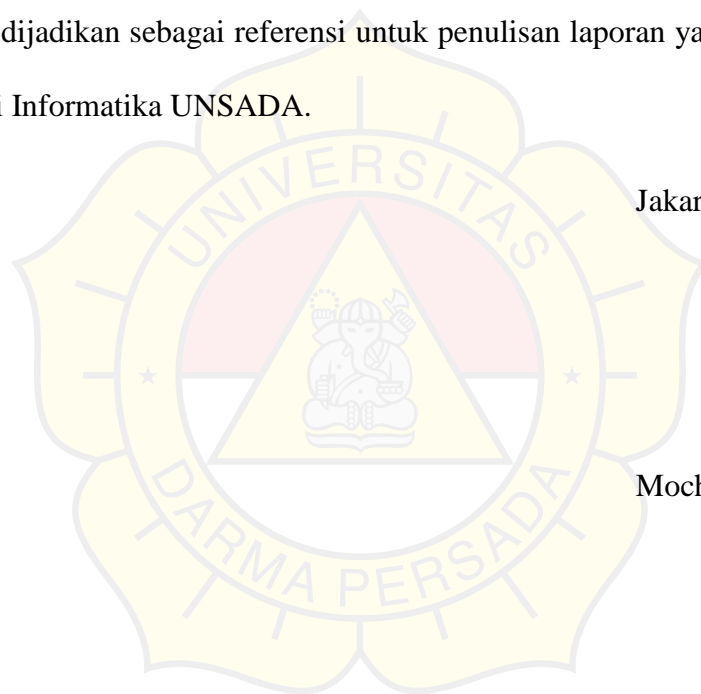 dijadikan sebagai referensi untuk penulisan laporan ya
i Informatika UNSADA.
Jakar
UNIVERSITAS
Moch
DARMA PERSADA